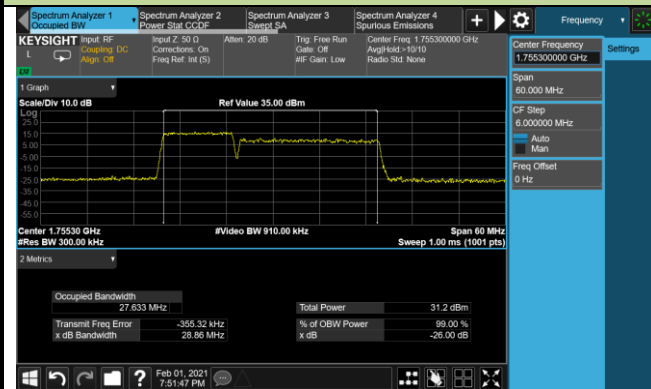 Spectrum Analyzer 1
Occupied BW
Spectrum Analyzer 2
Power Stat CCDF
Spectrum Analyzer 3
Swept SA
Spectrum Analyzer 4
Spurious Emissions
Frequency
KEYSIGHT
L
Input: RF
Coupling: DC
Align: Off
Input Z: 50 Ω
Corrections: On
Freq Ref: Int (S)
Atten: 20 dB
Trig: Free Run
Gate: Off
#IF Gain: Low
Center Freq: 1.755300000 GHz
Avg|Hold:>10/10
Radio Std: None
Center Frequency
1.755300000 GHz
Settings
Span
60.000 MHz
CF Step
6.000000 MHz
Auto
Man
Freq Offset
0 Hz
1 Graph
Scale/Div 10.0 dB
Ref Value 35.00 dBm
Log
25.0
15.0
5.00
-5.00
-15.0
-25.0
-35.0
-45.0
-55.0
Center 1.75530 GHz
#Video BW 910.00 kHz
Span 60 MHz
#Res BW 300.00 kHz
Sweep 1.00 ms (1001 pts)
2 Metrics
Occupied Bandwidth
27.633 MHz
Total Power
31.2 dBm
Transmit Freq Error
-355.32 kHz
% of OBW Power
99.00 %
x dB Bandwidth
28.86 MHz
x dB
-26.00 dB
Feb 01, 2021
7:51:47 PM